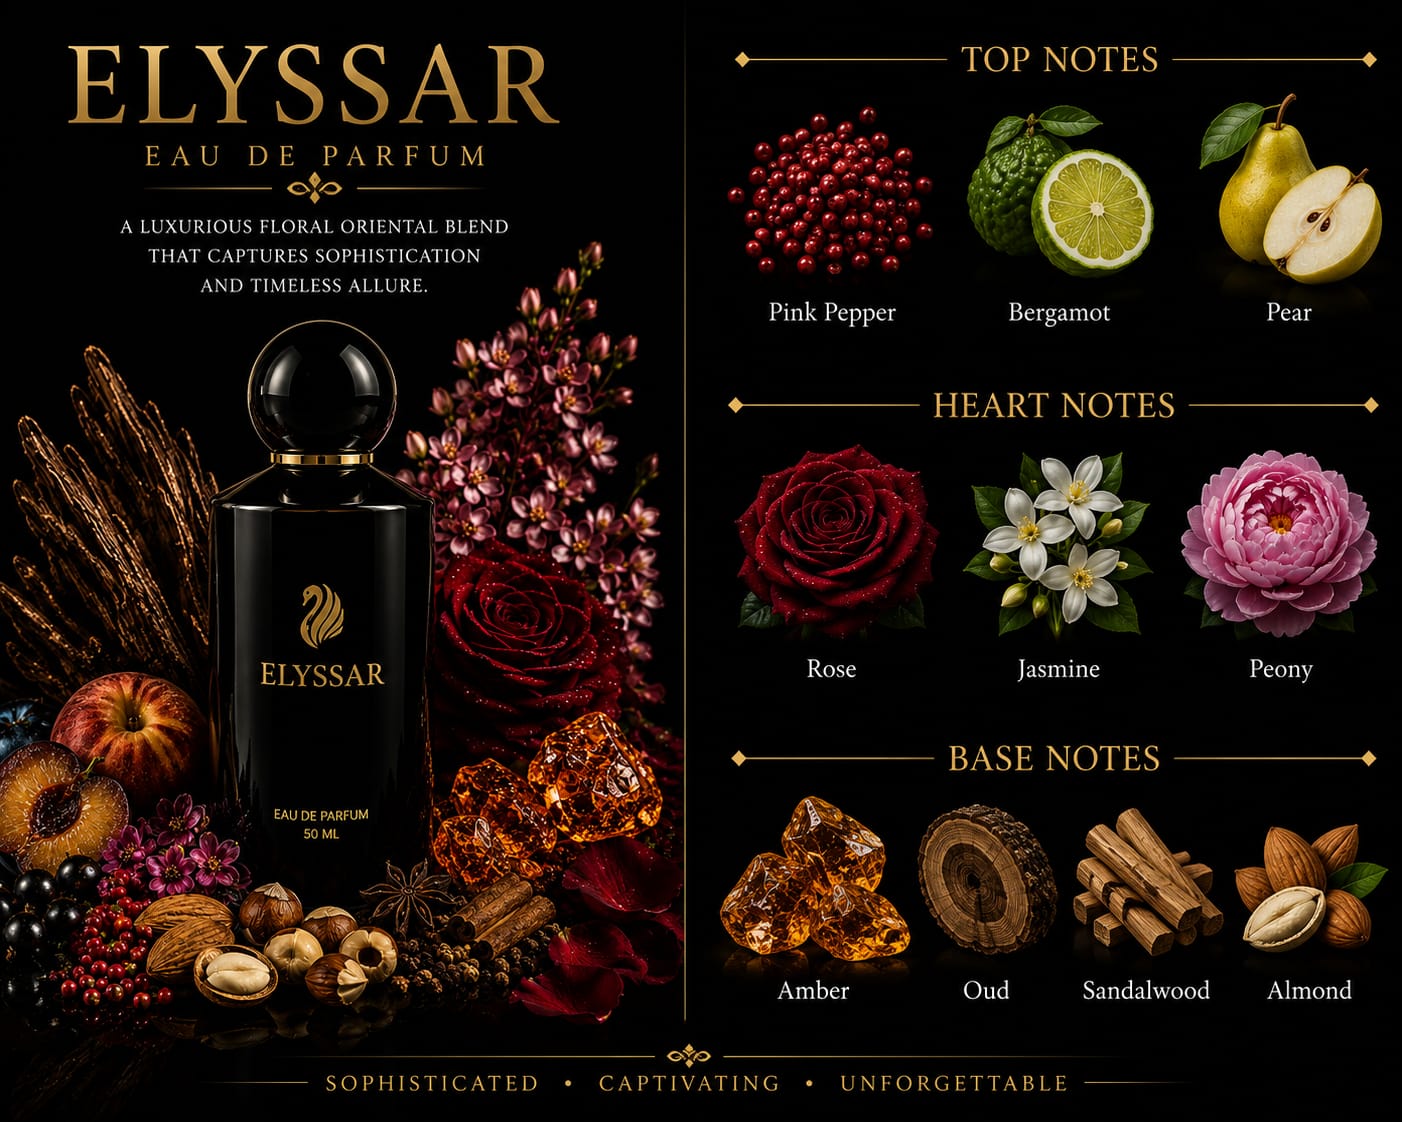 ELYSSAR
EAU DE PARFUM
A LUXURIOUS FLORAL ORIENTAL BLEND
THAT CAPTURES SOPHISTICATION
AND TIMELESS ALLURE.
ELYSSAR
EAU DE PARFUM
50 ML
TOP NOTES
Pink Pepper
Bergamot
Pear
HEART NOTES
Rose
Jasmine
Peony
BASE NOTES
Amber
Oud
Sandalwood
Almond
SOPHISTICATED • CAPTIVATING • UNFORGETTABLE